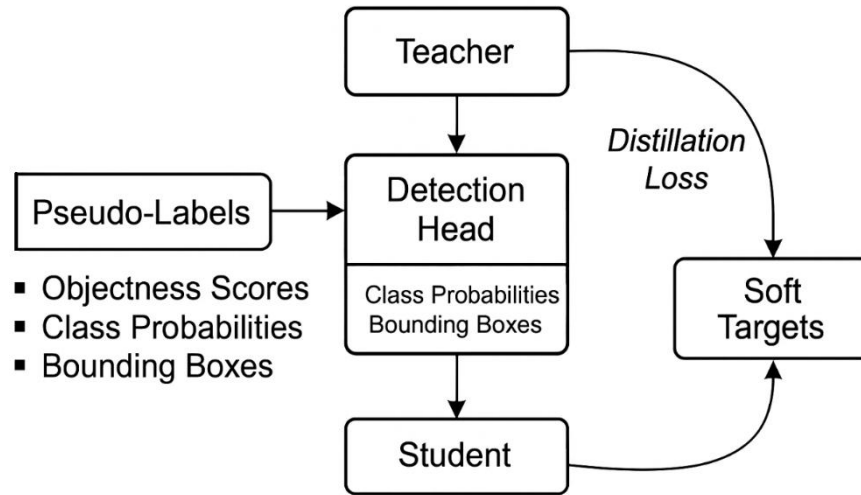 Teacher
Distillation
Loss
Pseudo-Labels
▪ Objectness Scores
▪ Class Probabilities
▪ Bounding Boxes
Detection
Head
Class Probabilities
Bounding Boxes
Soft
Targets
Student